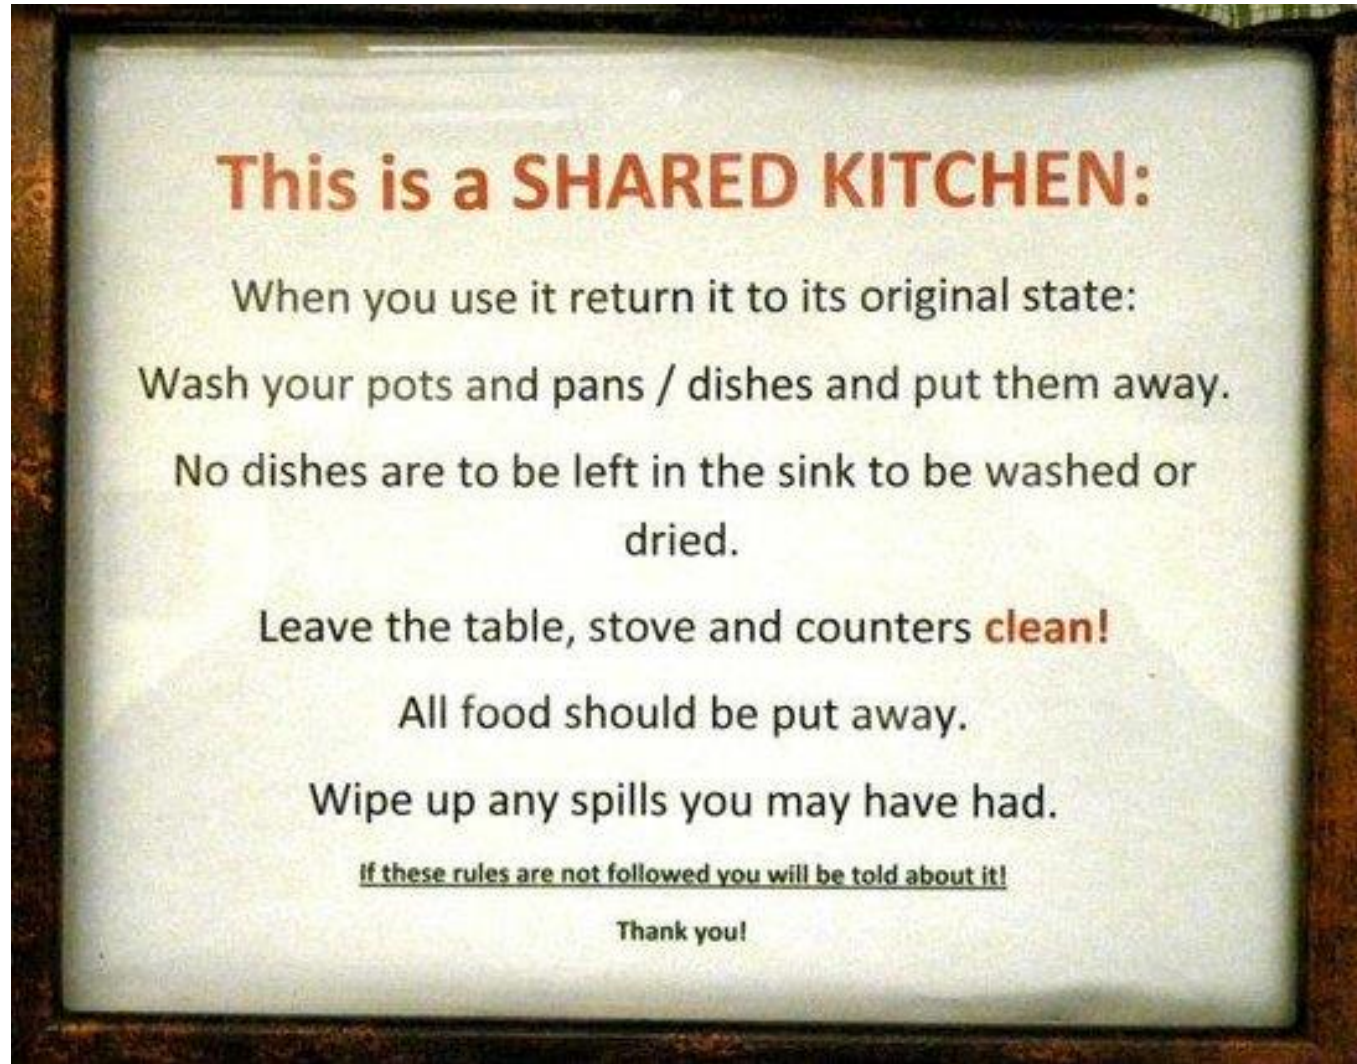 This is a SHARED KITCHEN:
When you use it return it to its original state:
Wash your pots and pans / dishes and put them away.
No dishes are to be left in the sink to be washed or
dried.
Leave the table, stove and counters clean!
All food should be put away.
Wipe up any spills you may have had.
If these rules are not followed you will be told about it!
Thank you!